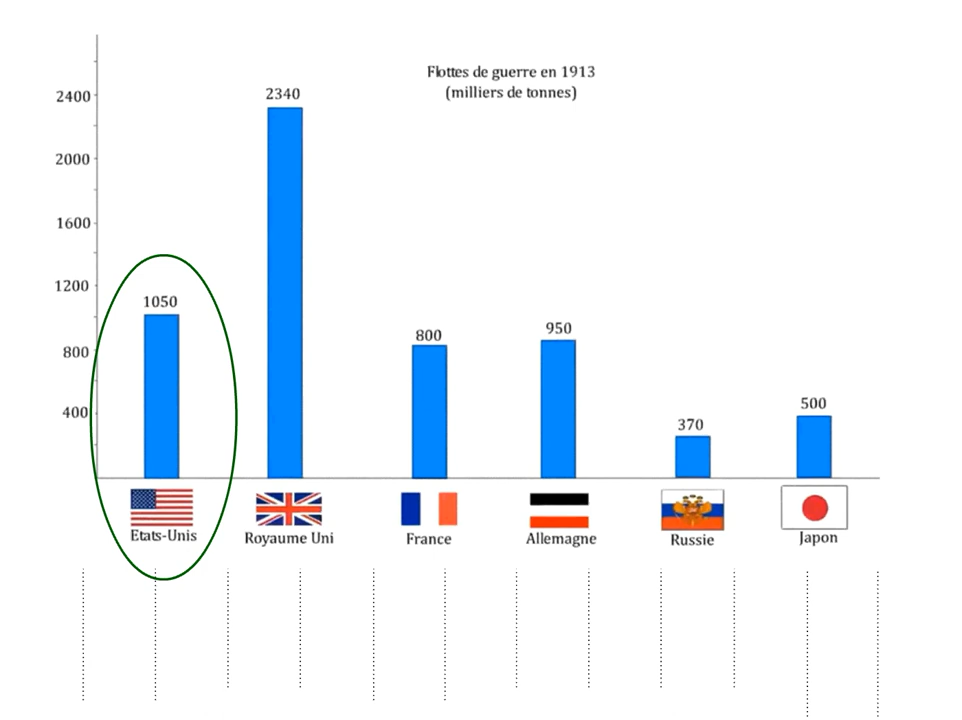 Flottes de guerre en 1913
(milliers de tonnes)
2400
2000
1600
1200
800
400
1050
2340
800
950
370
500
Etats-Unis
Royaume Uni
France
Allemagne
Russie
Japon